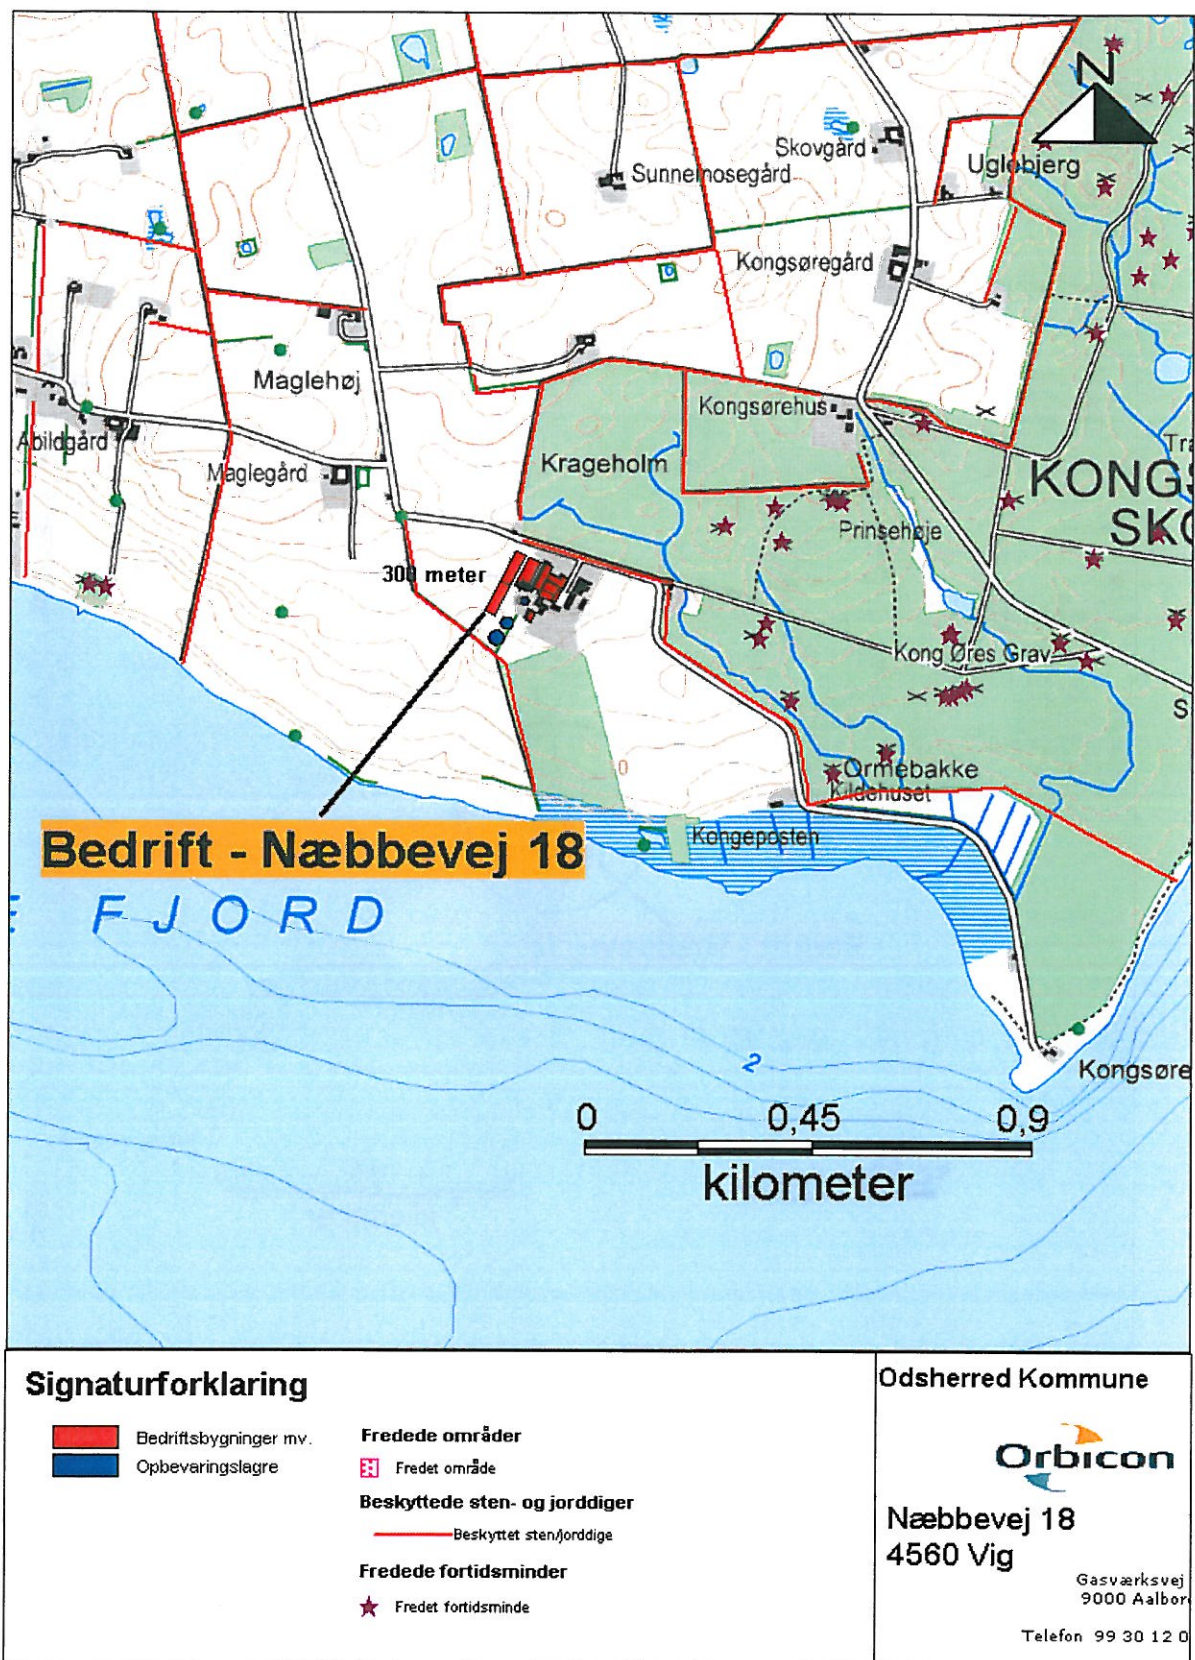 N
Skovgård
Uglebjerg
Sunnelnosegård
Kongsøregård
Maglehøj
Kongsørehus
Abildgård
Krageholm
Maglegård
KONGS
SKO
Prinsehøje
300 meter
Kong Øres Grav
S
0
Ormebakke
Kildehuset
Kongeposten
Bedrift - Næbbevej 18
E FJORD
2
Kongsøre
0 0,45 0,9
kilometer
Signaturforklaring
Bedriftsbygninger mv.
Opbevaringslagre
Fredede områder
Fredet område
Beskyttede sten- og jorddiger
Beskyttet sten/jorddige
Fredede fortidsminder
Fredet fortidsminde
Odsherred Kommune
Orbicon
Næbbevej 18
4560 Vig
Gasværksvej
9000 Aalbor
Telefon 99 30 12 0